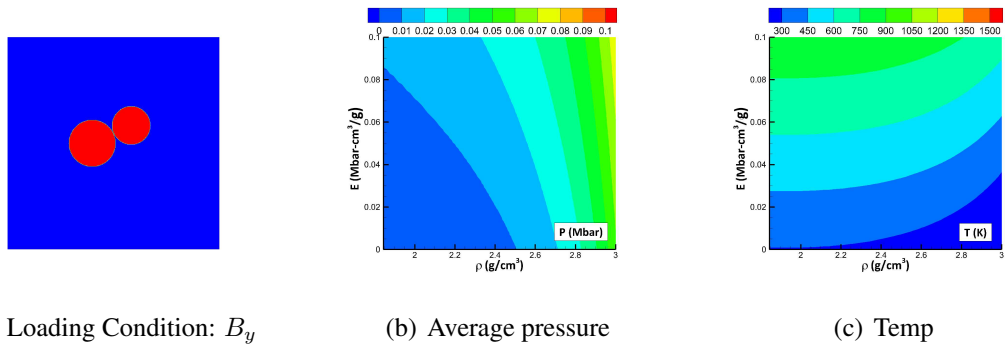 0 0.01 0.02 0.03 0.04 0.05 0.06 0.07 0.08 0.09 0.1
300 450 600 750 900 1050 1200 1350 1500
0.1
0.08
0.06
0.04
0.02
0
E (Mbar-cm³/g)
P (Mbar)
2 2.2 2.4 2.6 2.8 3
ρ (g/cm³)
0.1
0.08
0.06
0.04
0.02
0
E (Mbar-cm³/g)
T (K)
2 2.2 2.4 2.6 2.8 3
ρ (g/cm³)
Loading Condition: B_y
(b) Average pressure
(c) Temp